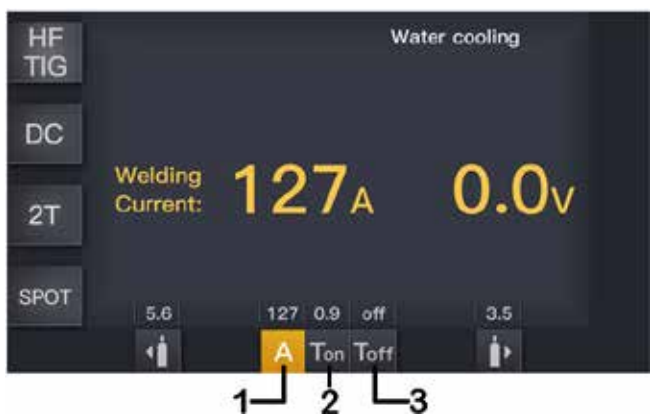 HF
TIG
Water cooling
DC
Welding
Current:
127A
0.0V
2T
SPOT
5.6
127 0.9 off
3.5
A Ton Toff
1 2 3